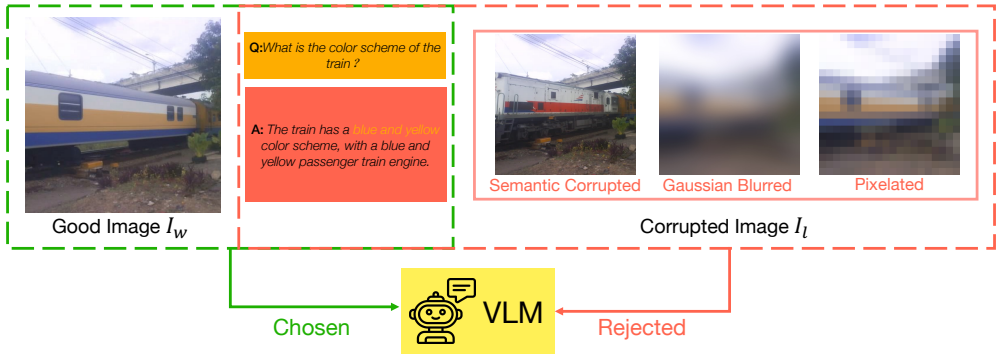 Q:What is the color scheme of the
train ?
A: The train has a blue and yellow
color scheme, with a blue and
yellow passenger train engine.
Semantic Corrupted
Gaussian Blurred
Pixelated
Good Image I_w
Corrupted Image I_l
VLM
Chosen
Rejected